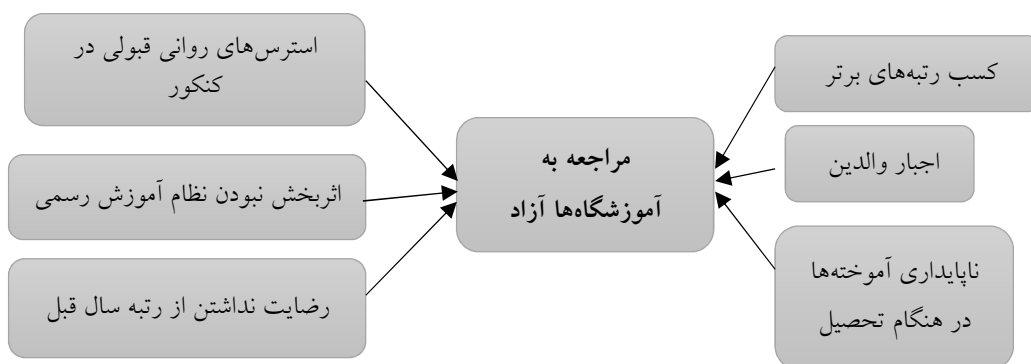 کسب رتبه‌های برتر
اجبار والدین
ناپایداری آموخته‌ها
در هنگام تحصیل
مراجعه به
آموزشگاه‌ها آزاد
استرس‌های روانی قبولی در
کنکور
اثربخش نبودن نظام آموزش رسمی
رضایت نداشتن از رتبه سال قبل